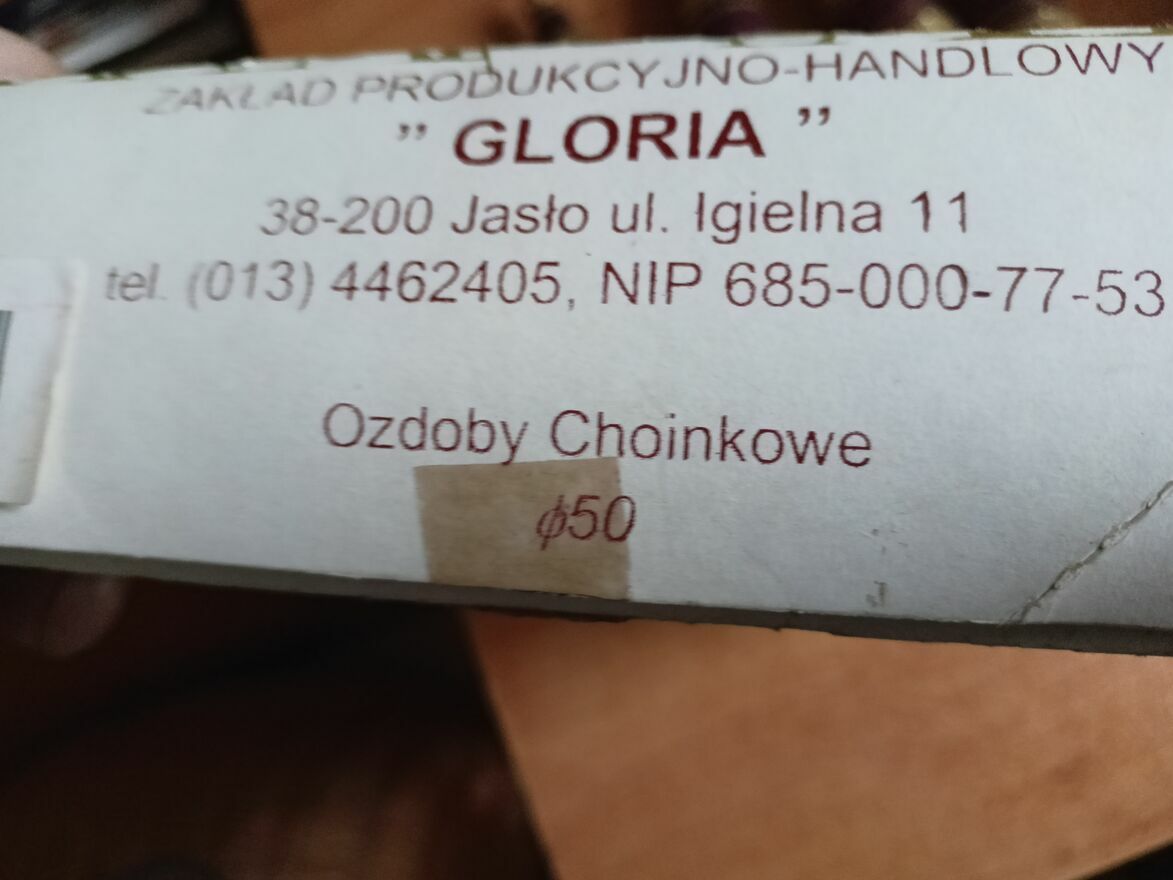 ZAKŁAD PRODUKCYJNO-HANDLOWY
” GLORIA ”
38-200 Jasło ul. Igielna 11
tel. (013) 4462405, NIP 685-000-77-53
Ozdoby Choinkowe
ϕ50